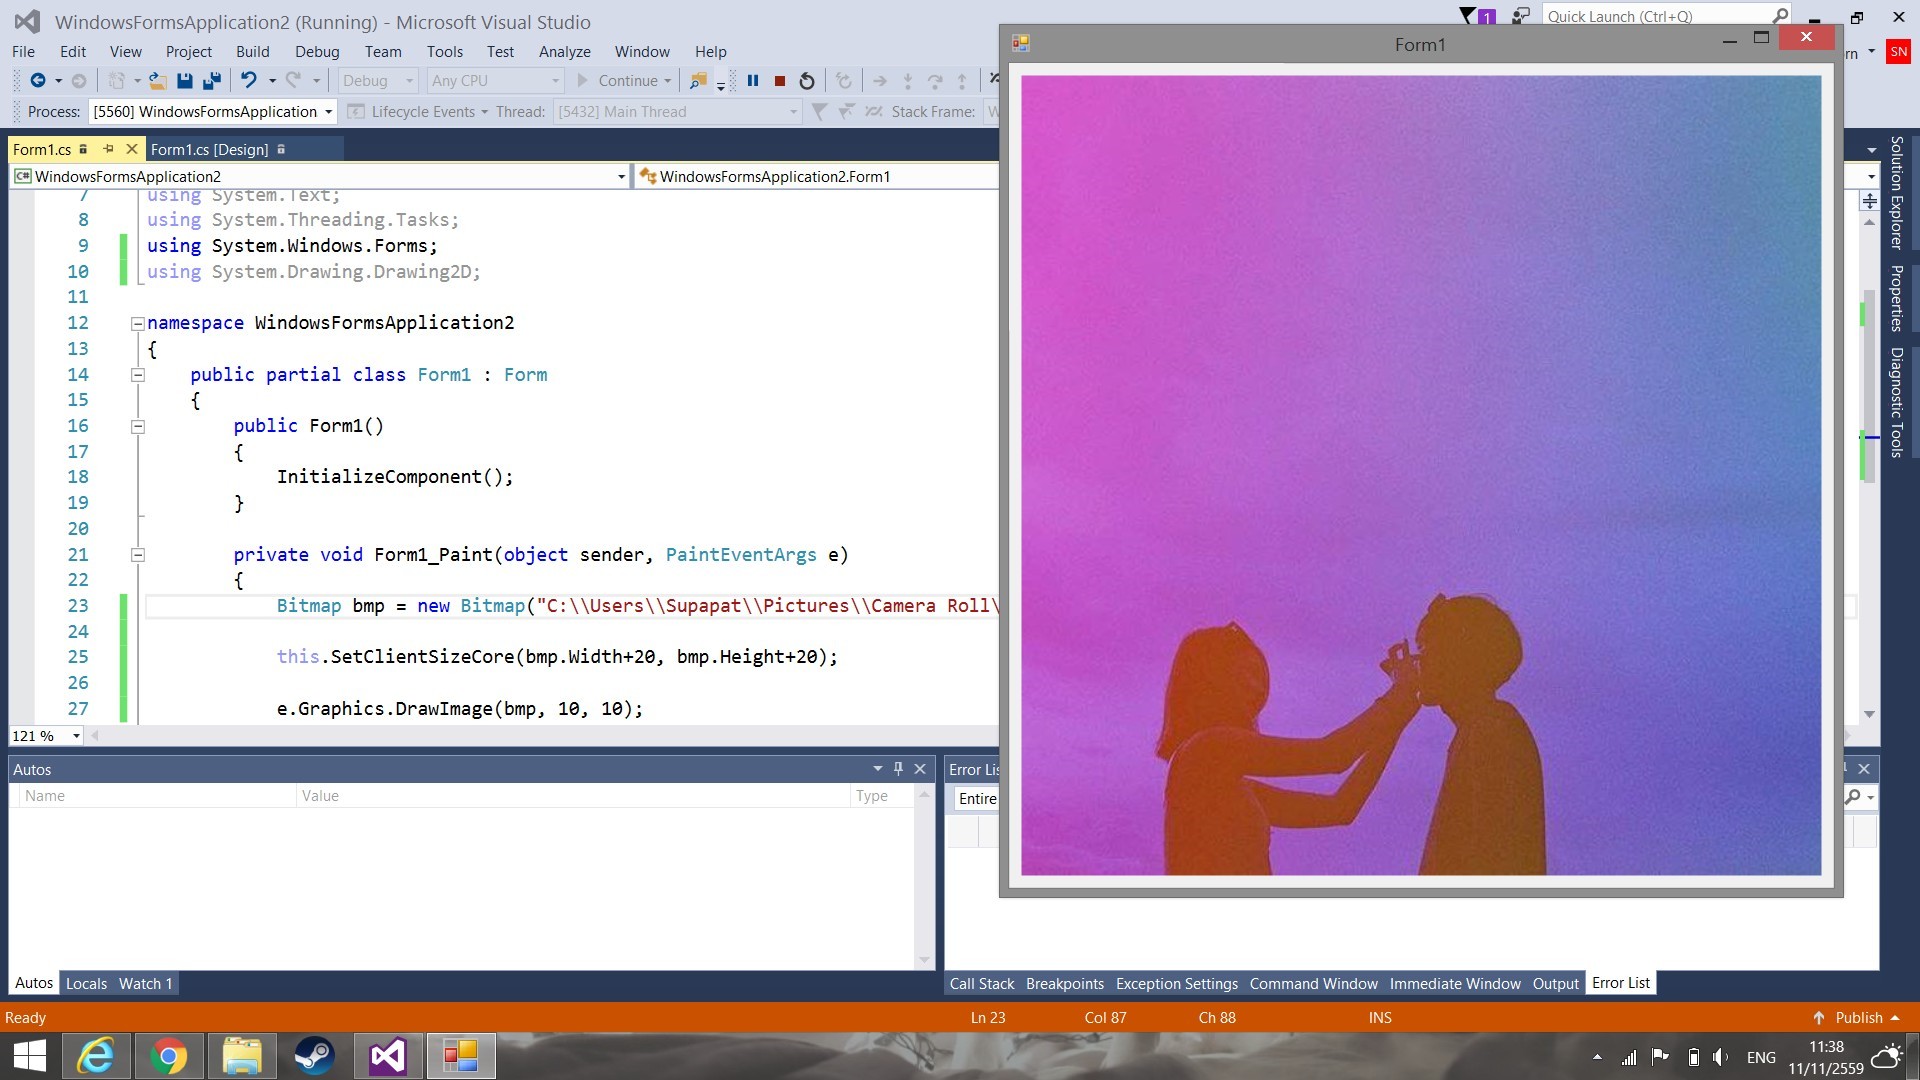 WindowsFormsApplication2 (Running) - Microsoft Visual Studio
1
Quick Launch (Ctrl+Q)
File Edit View Project Build Debug Team Tools Test Analyze Window Help
SN
Debug Any CPU Continue
Process: [5560] WindowsFormsApplication Lifecycle Events Thread: [5432] Main Thread Stack Frame:
Form1.cs Form1.cs [Design]
C# WindowsFormsApplication2 WindowsFormsApplication2.Form1
7 using System.Text;
8 using System.Threading.Tasks;
9 using System.Windows.Forms;
10 using System.Drawing.Drawing2D;
11
12 namespace WindowsFormsApplication2
13 {
14 public partial class Form1 : Form
15 {
16 public Form1()
17 {
18 InitializeComponent();
19 }
20
21 private void Form1_Paint(object sender, PaintEventArgs e)
22 {
23 Bitmap bmp = new Bitmap("C:\\Users\\Supapat\\Pictures\\Camera Roll\
24
25 this.SetClientSizeCore(bmp.Width+20, bmp.Height+20);
26
27 e.Graphics.DrawImage(bmp, 10, 10);
121 %
Form1
Solution Explorer
Properties
Diagnostic Tools
Autos
Name Value Type
Error Lis
Entire
Autos Locals Watch 1
Call Stack Breakpoints Exception Settings Command Window Immediate Window Output Error List
Ready Ln 23 Col 87 Ch 88 INS Publish
ENG
11:38
11/11/2559